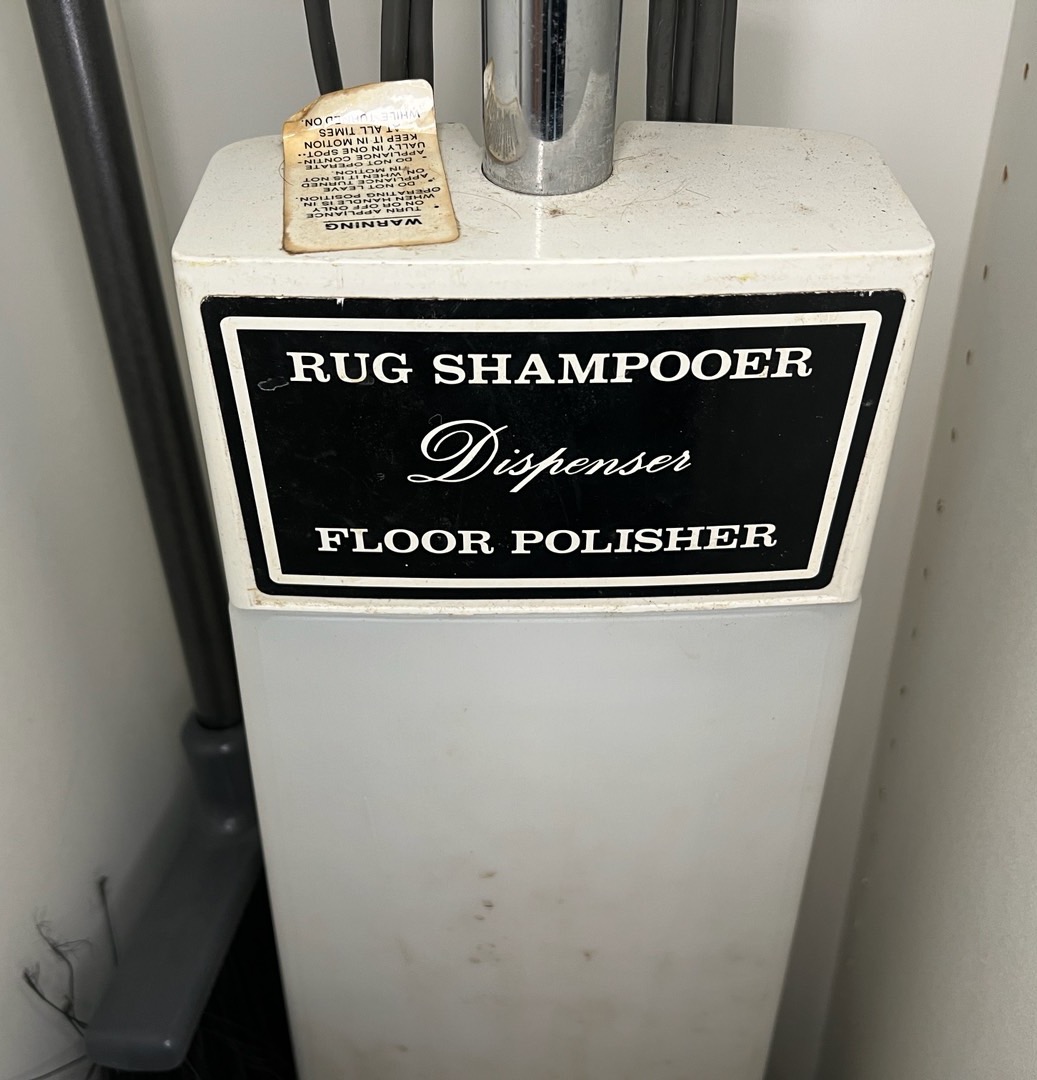 WARNING
• TURN APPLIANCE
ON OR OFF ONLY
WHEN HANDLE IS IN
OPERATING POSITION.
• DO NOT LEAVE
APPLIANCE TURNED
ON WHEN IT IS NOT
IN MOTION.
• DO NOT OPERATE
APPLIANCE CONTIN-
UALLY IN ONE SPOT--
KEEP IT IN MOTION
AT ALL TIMES
WHILE ON.
RUG SHAMPOOER
Dispenser
FLOOR POLISHER